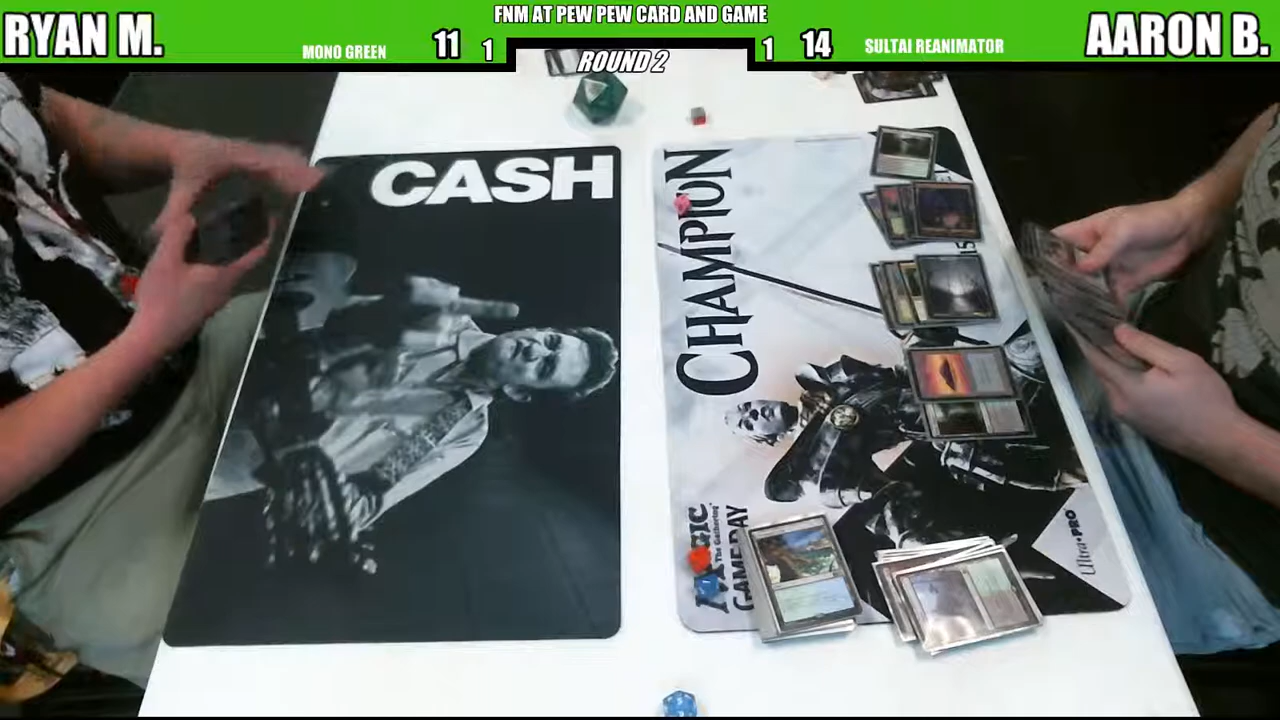 FNM AT PEW PEW CARD AND GAME
RYAN M.
MONO GREEN
11
1
ROUND 2
1
14
SULTAI REANIMATOR
AARON B.
CASH
CHAMPION
MAGIC
The Gathering
GAMEDAY
Ultra•PRO